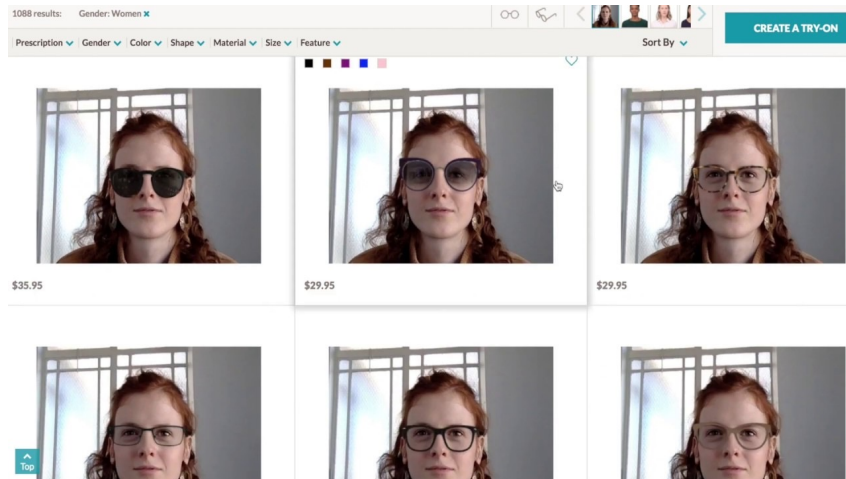 1088 results: Gender: Women ×
CREATE A TRY-ON
Prescription Gender Color Shape Material Size Feature Sort By
$35.95 $29.95 $29.95
Top